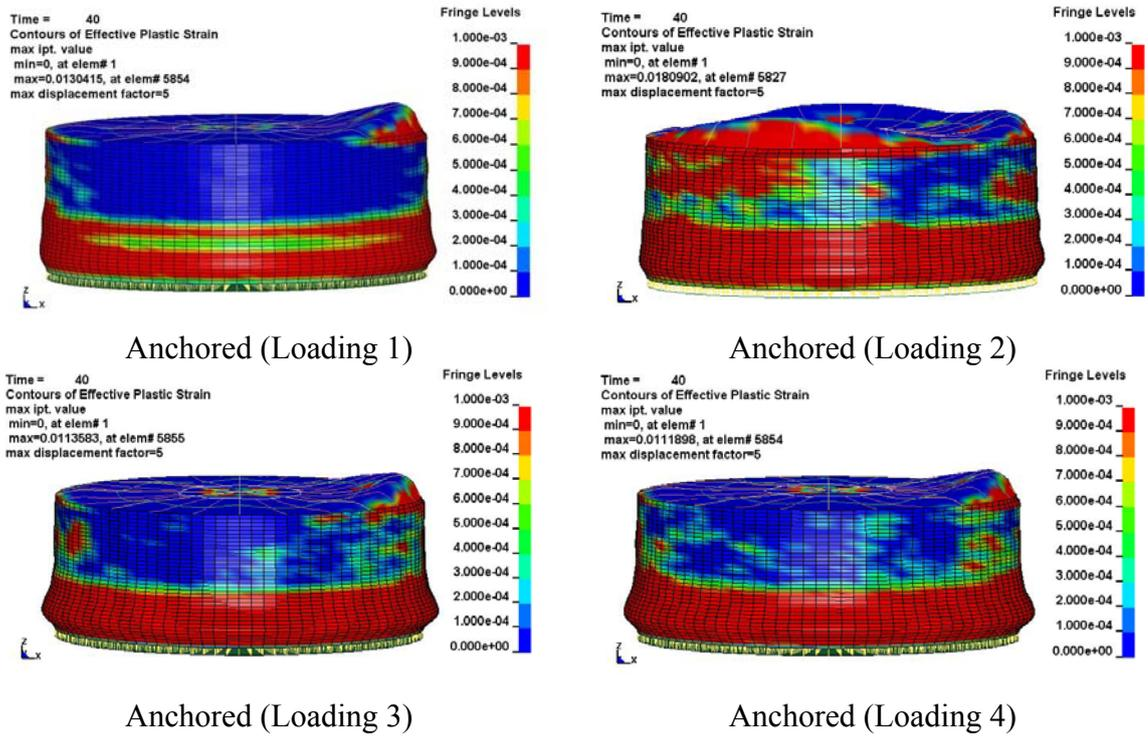 Time = 40
Contours of Effective Plastic Strain
max ipt. value
min=0, at elem# 1
max=0.0130415, at elem# 5854
max displacement factor=5
Fringe Levels
1.000e-03
9.000e-04
8.000e-04
7.000e-04
6.000e-04
5.000e-04
4.000e-04
3.000e-04
2.000e-04
1.000e-04
0.000e+00
Z
X
Anchored (Loading 1)
Time = 40
Contours of Effective Plastic Strain
max ipt. value
min=0, at elem# 1
max=0.0180902, at elem# 5827
max displacement factor=5
Fringe Levels
1.000e-03
9.000e-04
8.000e-04
7.000e-04
6.000e-04
5.000e-04
4.000e-04
3.000e-04
2.000e-04
1.000e-04
0.000e+00
Z
X
Anchored (Loading 2)
Time = 40
Contours of Effective Plastic Strain
max ipt. value
min=0, at elem# 1
max=0.0113583, at elem# 5855
max displacement factor=5
Fringe Levels
1.000e-03
9.000e-04
8.000e-04
7.000e-04
6.000e-04
5.000e-04
4.000e-04
3.000e-04
2.000e-04
1.000e-04
0.000e+00
Z
X
Anchored (Loading 3)
Time = 40
Contours of Effective Plastic Strain
max ipt. value
min=0, at elem# 1
max=0.0111898, at elem# 5854
max displacement factor=5
Fringe Levels
1.000e-03
9.000e-04
8.000e-04
7.000e-04
6.000e-04
5.000e-04
4.000e-04
3.000e-04
2.000e-04
1.000e-04
0.000e+00
Z
X
Anchored (Loading 4)